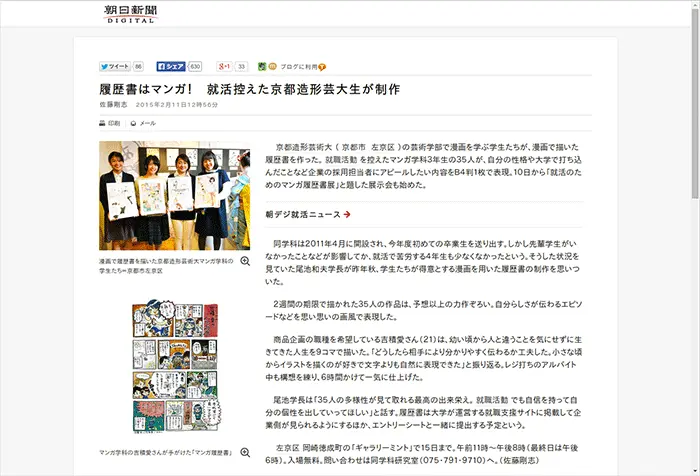 朝日新聞
DIGITAL
ツイート 86 シェア 630 g+1 33 ブログに利用
履歴書はマンガ！ 就活控えた京都造形芸大生が制作
佐藤剛志 2015年2月11日12時56分
印刷 メール
漫画で履歴書を描いた京都造形芸術大マンガ学科の
学生たち=京都市左京区
マンガ学科の吉積愛さんが手がけた「マンガ履歴書」
京都造形芸術大（ 京都市 左京区 ）の芸術学部で漫画を学ぶ学生たちが、漫画で描いた
履歴書を作った。就職活動 を控えたマンガ学科3年生の35人が、自分の性格や大学で打ち込
んだことなど企業の採用担当者にアピールしたい内容をB4判1枚で表現。10日から「就活のた
めのマンガ履歴書展」と題した展示会も始めた。
朝デジ就活ニュース
同学科は2011年4月に開設され、今年度初めての卒業生を送り出す。しかし先輩学生がい
なかったことなどが影響してか、就活で苦労する4年生も少なくなかったという。そうした状況を
見ていた尾池和夫学長が昨年秋、学生たちが得意とする漫画を用いた履歴書の制作を思いつ
いた。
2週間の期限で描かれた35人の作品は、予想以上の力作ぞろい。自分らしさが伝わるエピソ
ードなどを思い思いの画風で表現した。
商品企画の職種を希望している吉積愛さん（21）は、幼い頃から人と違うことを気にせずに生
きてきた人生を9コマで描いた。「どうしたら相手により分かりやすく伝わるか工夫した。小さな頃
からイラストを描くのが好きで文字よりも自然に表現できた」と振り返る。レジ打ちのアルバイト
中も構想を練り、6時間かけて一気に仕上げた。
尾池学長は「35人の多様性が見て取れる最高の出来栄え。 就職活動 でも自信を持って自
分の個性を出していってほしい」と話す。履歴書は大学が運営する就職支援サイトに掲載して企
業側が見られるようにするほか、エントリーシートと一緒に提出する予定という。
左京区 岡崎徳成町の「ギャラリーミント」で15日まで。午前11時～午後8時（最終日は午後
6時）。入場無料。問い合わせは同学科研究室（075・791・9710）へ。（佐藤剛志）